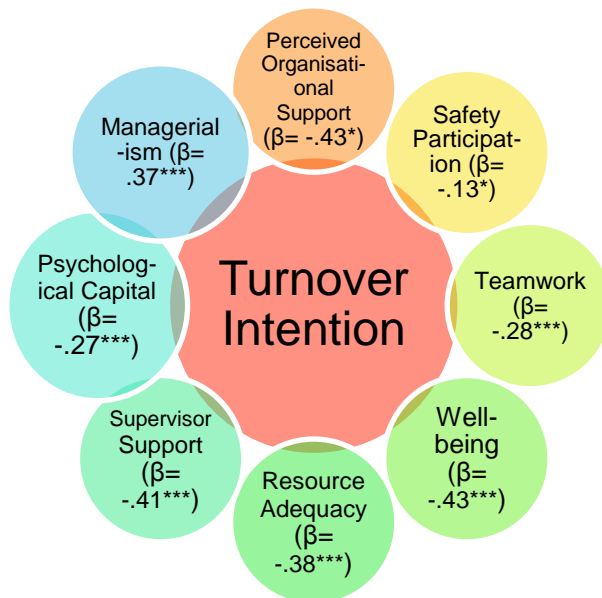 Perceived
Organisati-
onal
Support
(β= -.43*)
Safety
Participat-
ion (β=
-.13*)
Teamwork
(β=
-.28***)
Well-
being
(β=
-.43***)
Resource
Adequacy
(β=
-.38***)
Supervisor
Support
(β=
-.41***)
Psycholog-
ical Capital
(β=
-.27***)
Managerial
-ism (β=
.37***)
Turnover
Intention